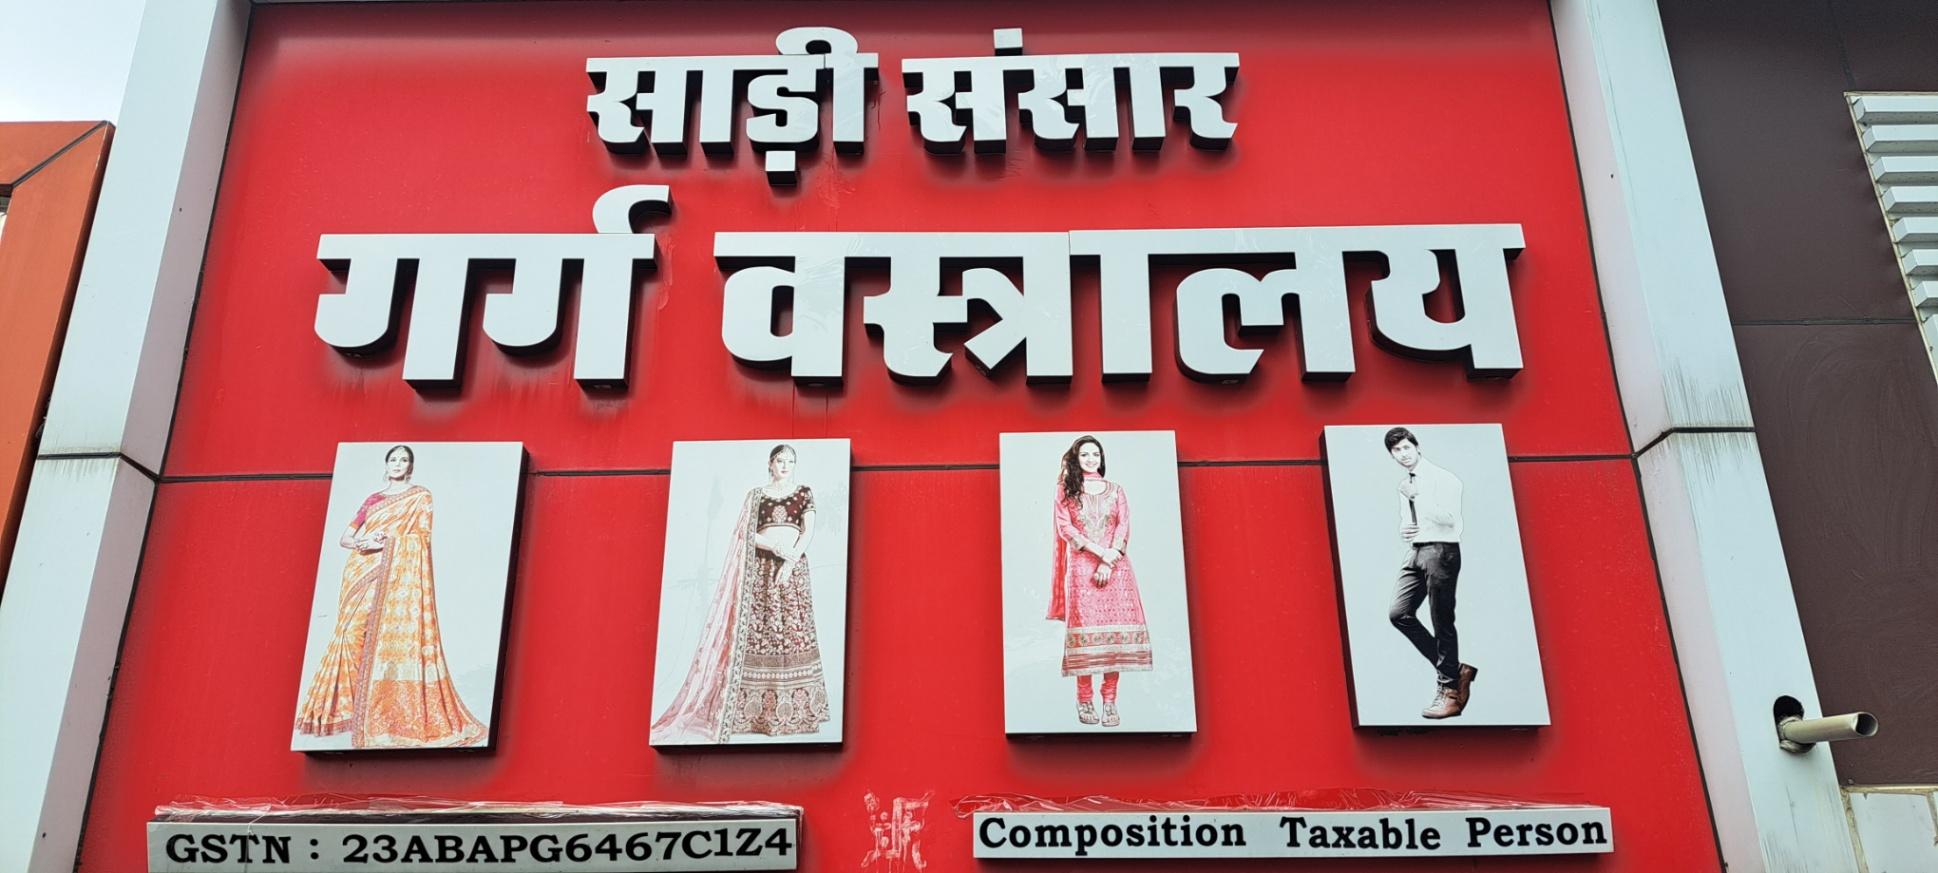 साड़ी संसार
गर्ग वस्त्रालय
GSTN : 23ABAPG6467C1Z4
Composition Taxable Person